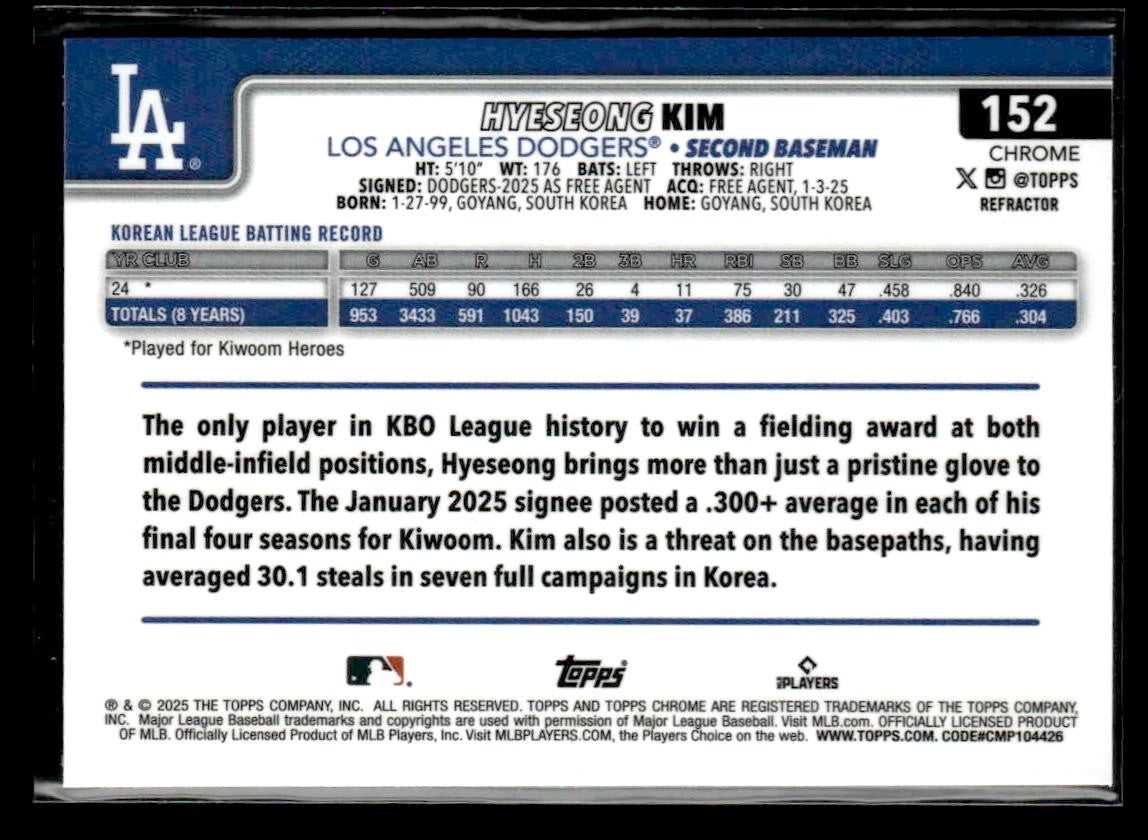 LA®
HYESEONG KIM
152
LOS ANGELES DODGERS® • SECOND BASEMAN
CHROME
HT: 5'10" WT: 176 BATS: LEFT THROWS: RIGHT
X @TOPPS
SIGNED: DODGERS-2025 AS FREE AGENT ACQ: FREE AGENT, 1-3-25
REFRACTOR
BORN: 1-27-99, GOYANG, SOUTH KOREA HOME: GOYANG, SOUTH KOREA
KOREAN LEAGUE BATTING RECORD
YR CLUB G AB R H 2B 3B HR RBI SB BB SLG OPS AVG
24 * 127 509 90 166 26 4 11 75 30 47 .458 .840 .326
TOTALS (8 YEARS) 953 3433 591 1043 150 39 37 386 211 325 .403 .766 .304
*Played for Kiwoom Heroes
The only player in KBO League history to win a fielding award at both
middle-infield positions, Hyeseong brings more than just a pristine glove to
the Dodgers. The January 2025 signee posted a .300+ average in each of his
final four seasons for Kiwoom. Kim also is a threat on the basepaths, having
averaged 30.1 steals in seven full campaigns in Korea.
topps®
PLAYERS
® & © 2025 THE TOPPS COMPANY, INC. ALL RIGHTS RESERVED. TOPPS AND TOPPS CHROME ARE REGISTERED TRADEMARKS OF THE TOPPS COMPANY,
INC. Major League Baseball trademarks and copyrights are used with permission of Major League Baseball. Visit MLB.com. OFFICIALLY LICENSED PRODUCT
OF MLB. Officially Licensed Product of MLB Players, Inc. Visit MLBPLAYERS.COM, the Players Choice on the web. WWW.TOPPS.COM. CODE#CMP104426